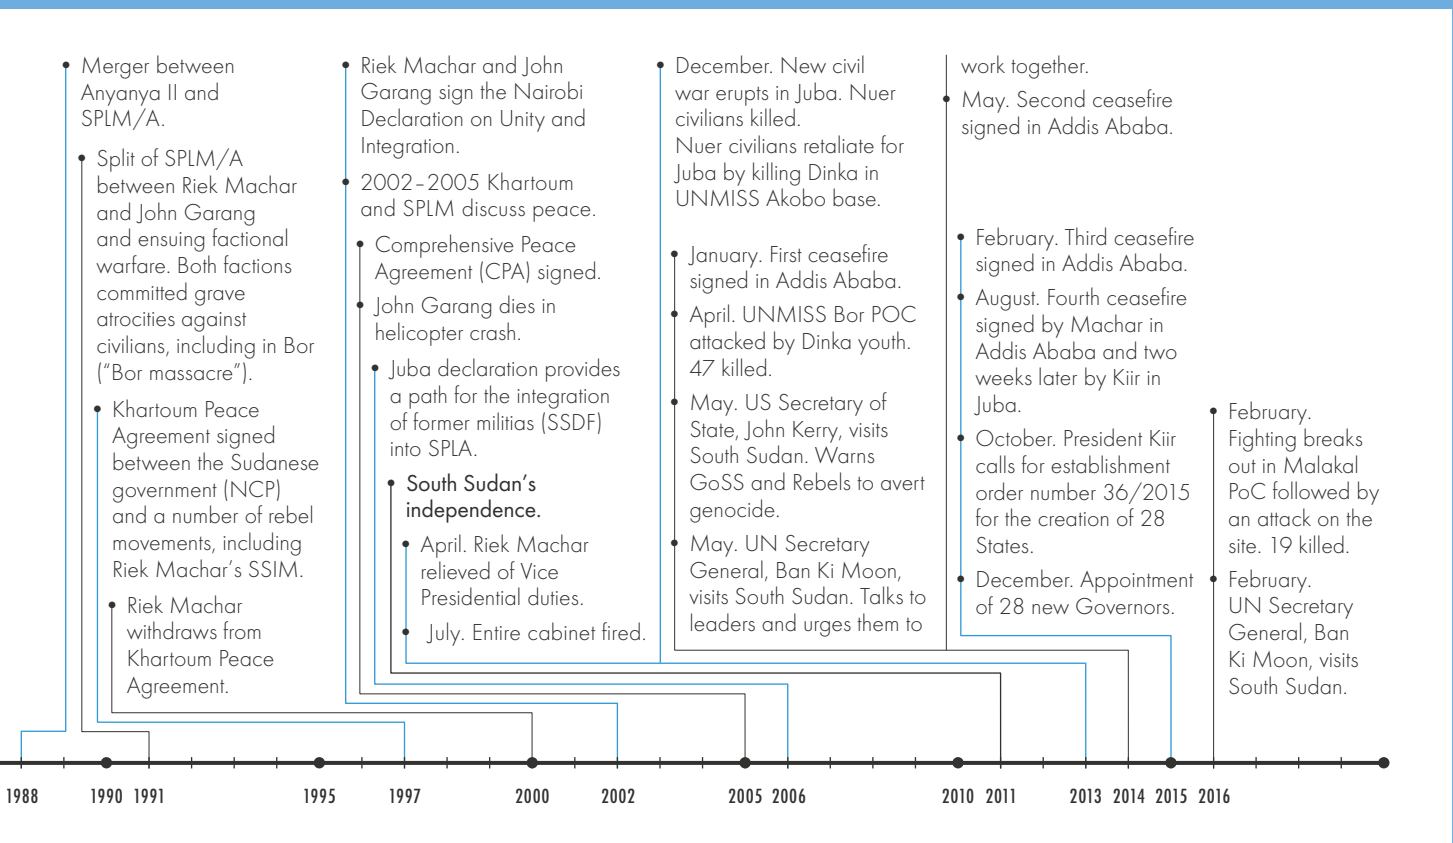 Merger between
Anyanya II and
SPLM/A.
Split of SPLM/A
between Riek Machar
and John Garang
and ensuing factional
warfare. Both factions
committed grave
atrocities against
civilians, including in Bor
(“Bor massacre”).
Khartoum Peace
Agreement signed
between the Sudanese
government (NCP)
and a number of rebel
movements, including
Riek Machar’s SSIM.
Riek Machar
withdraws from
Khartoum Peace
Agreement.
Riek Machar and John
Garang sign the Nairobi
Declaration on Unity and
Integration.
2002–2005 Khartoum
and SPLM discuss peace.
Comprehensive Peace
Agreement (CPA) signed.
John Garang dies in
helicopter crash.
Juba declaration provides
a path for the integration
of former militias (SSDF)
into SPLA.
South Sudan’s
independence.
April. Riek Machar
relieved of Vice
Presidential duties.
July. Entire cabinet fired.
December. New civil
war erupts in Juba. Nuer
civilians killed.
Nuer civilians retaliate for
Juba by killing Dinka in
UNMISS Akobo base.
January. First ceasefire
signed in Addis Ababa.
April. UNMISS Bor POC
attacked by Dinka youth.
47 killed.
May. US Secretary of
State, John Kerry, visits
South Sudan. Warns
GoSS and Rebels to avert
genocide.
May. UN Secretary
General, Ban Ki Moon,
visits South Sudan. Talks to
leaders and urges them to
work together.
May. Second ceasefire
signed in Addis Ababa.
February. Third ceasefire
signed in Addis Ababa.
August. Fourth ceasefire
signed by Machar in
Addis Ababa and two
weeks later by Kiir in
Juba.
October. President Kiir
calls for establishment
order number 36/2015
for the creation of 28
States.
December. Appointment
of 28 new Governors.
February.
Fighting breaks
out in Malakal
PoC followed by
an attack on the
site. 19 killed.
February.
UN Secretary
General, Ban
Ki Moon, visits
South Sudan.
1988 1990 1991 1995 1997 2000 2002 2005 2006 2010 2011 2013 2014 2015 2016